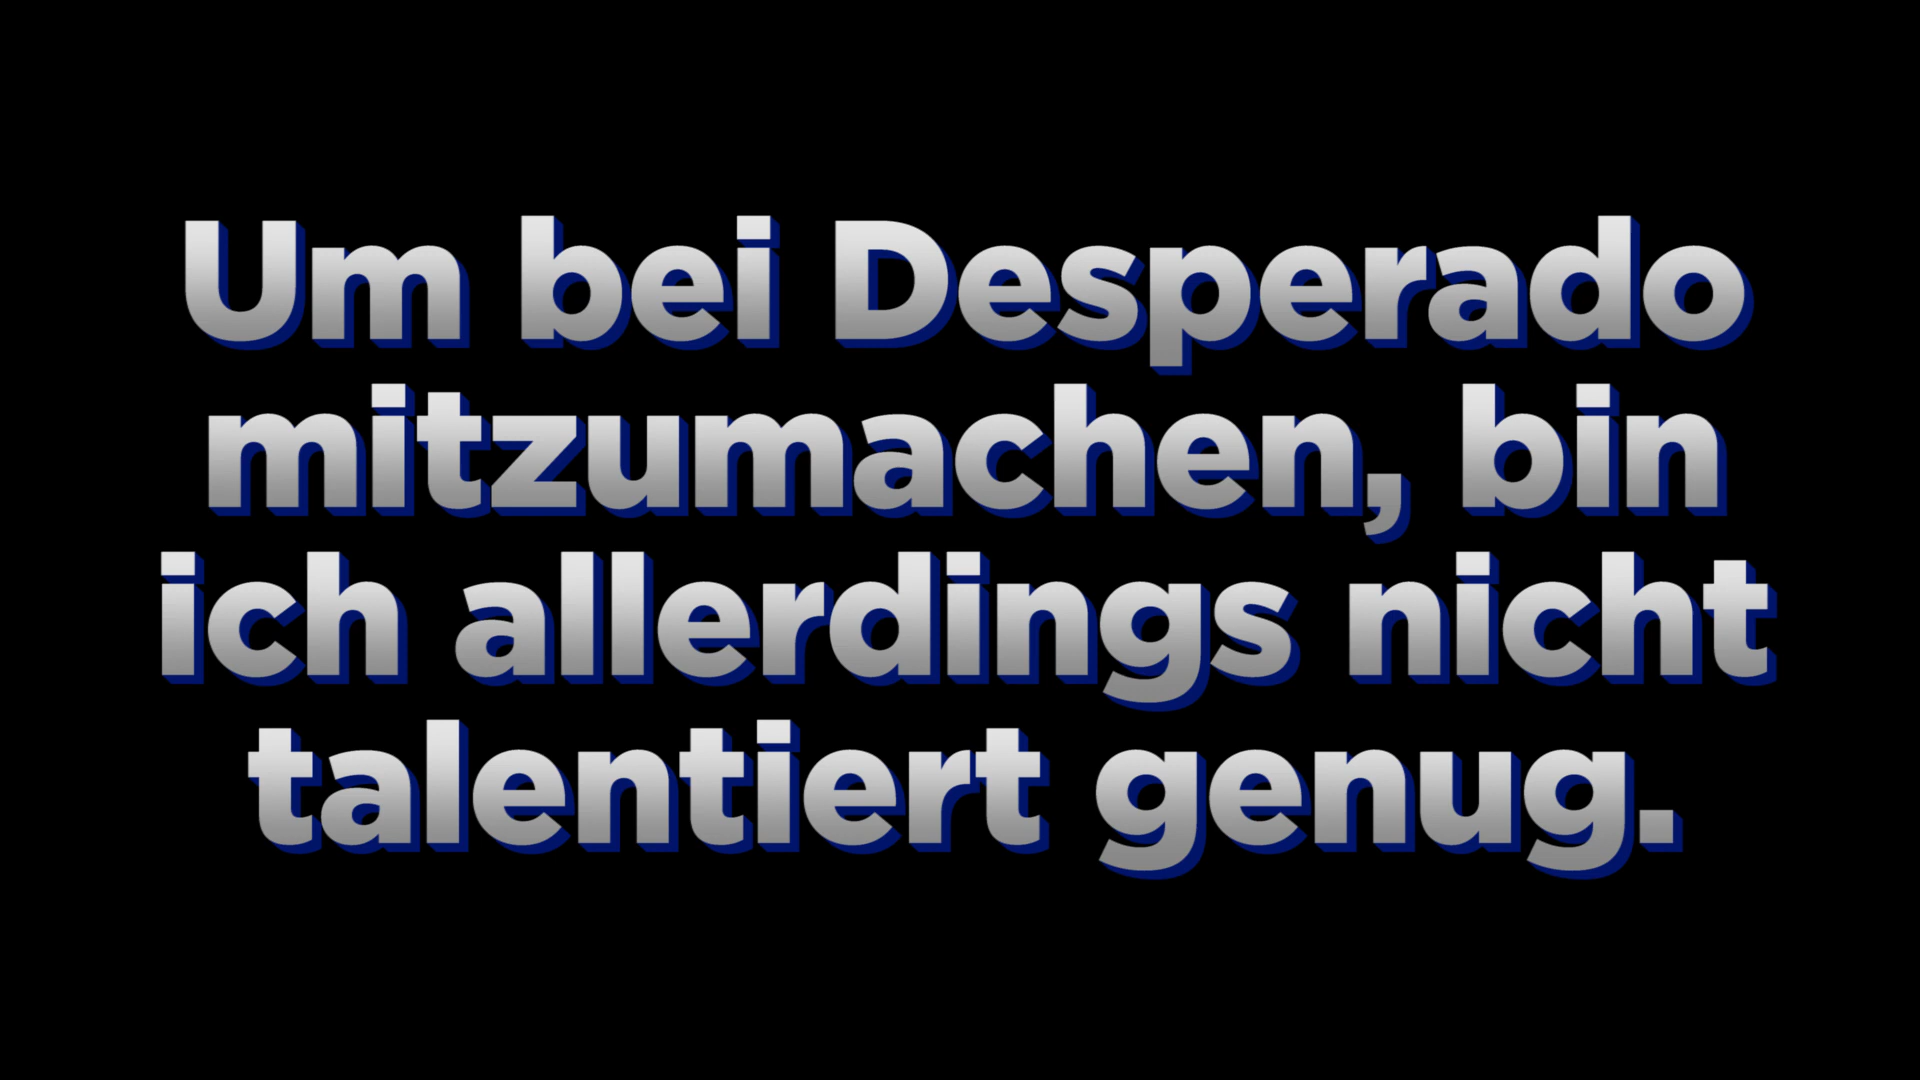 Um bei Desperado
mitzumachen, bin
ich allerdings nicht
talentiert genug.